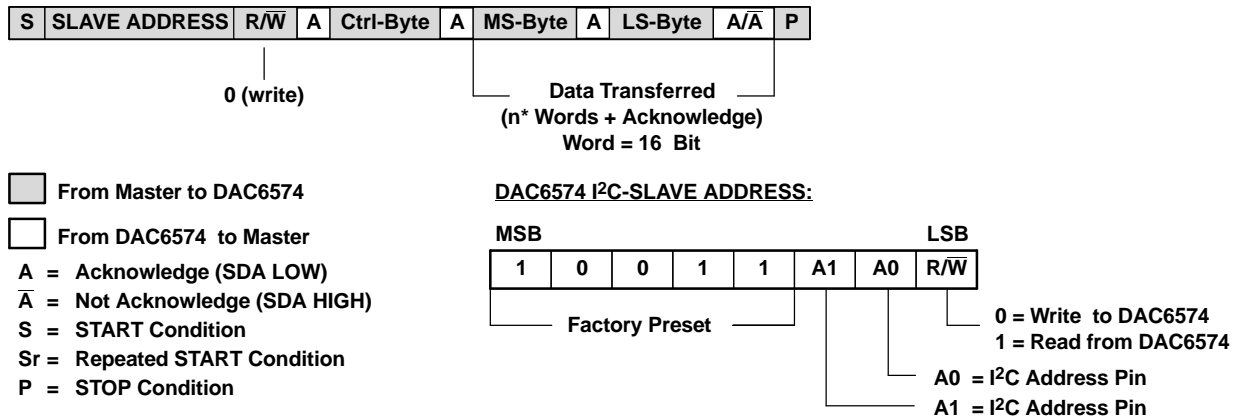 S SLAVE ADDRESS R/W̅ A Ctrl-Byte A MS-Byte A LS-Byte A/A̅ P
0 (write)
Data Transferred
(n* Words + Acknowledge)
Word = 16 Bit
From Master to DAC6574
From DAC6574 to Master
A = Acknowledge (SDA LOW)
A̅ = Not Acknowledge (SDA HIGH)
S = START Condition
Sr = Repeated START Condition
P = STOP Condition
DAC6574 I²C-SLAVE ADDRESS:
MSB LSB
1 0 0 1 1 A1 A0 R/W̅
Factory Preset
0 = Write to DAC6574
1 = Read from DAC6574
A0 = I²C Address Pin
A1 = I²C Address Pin